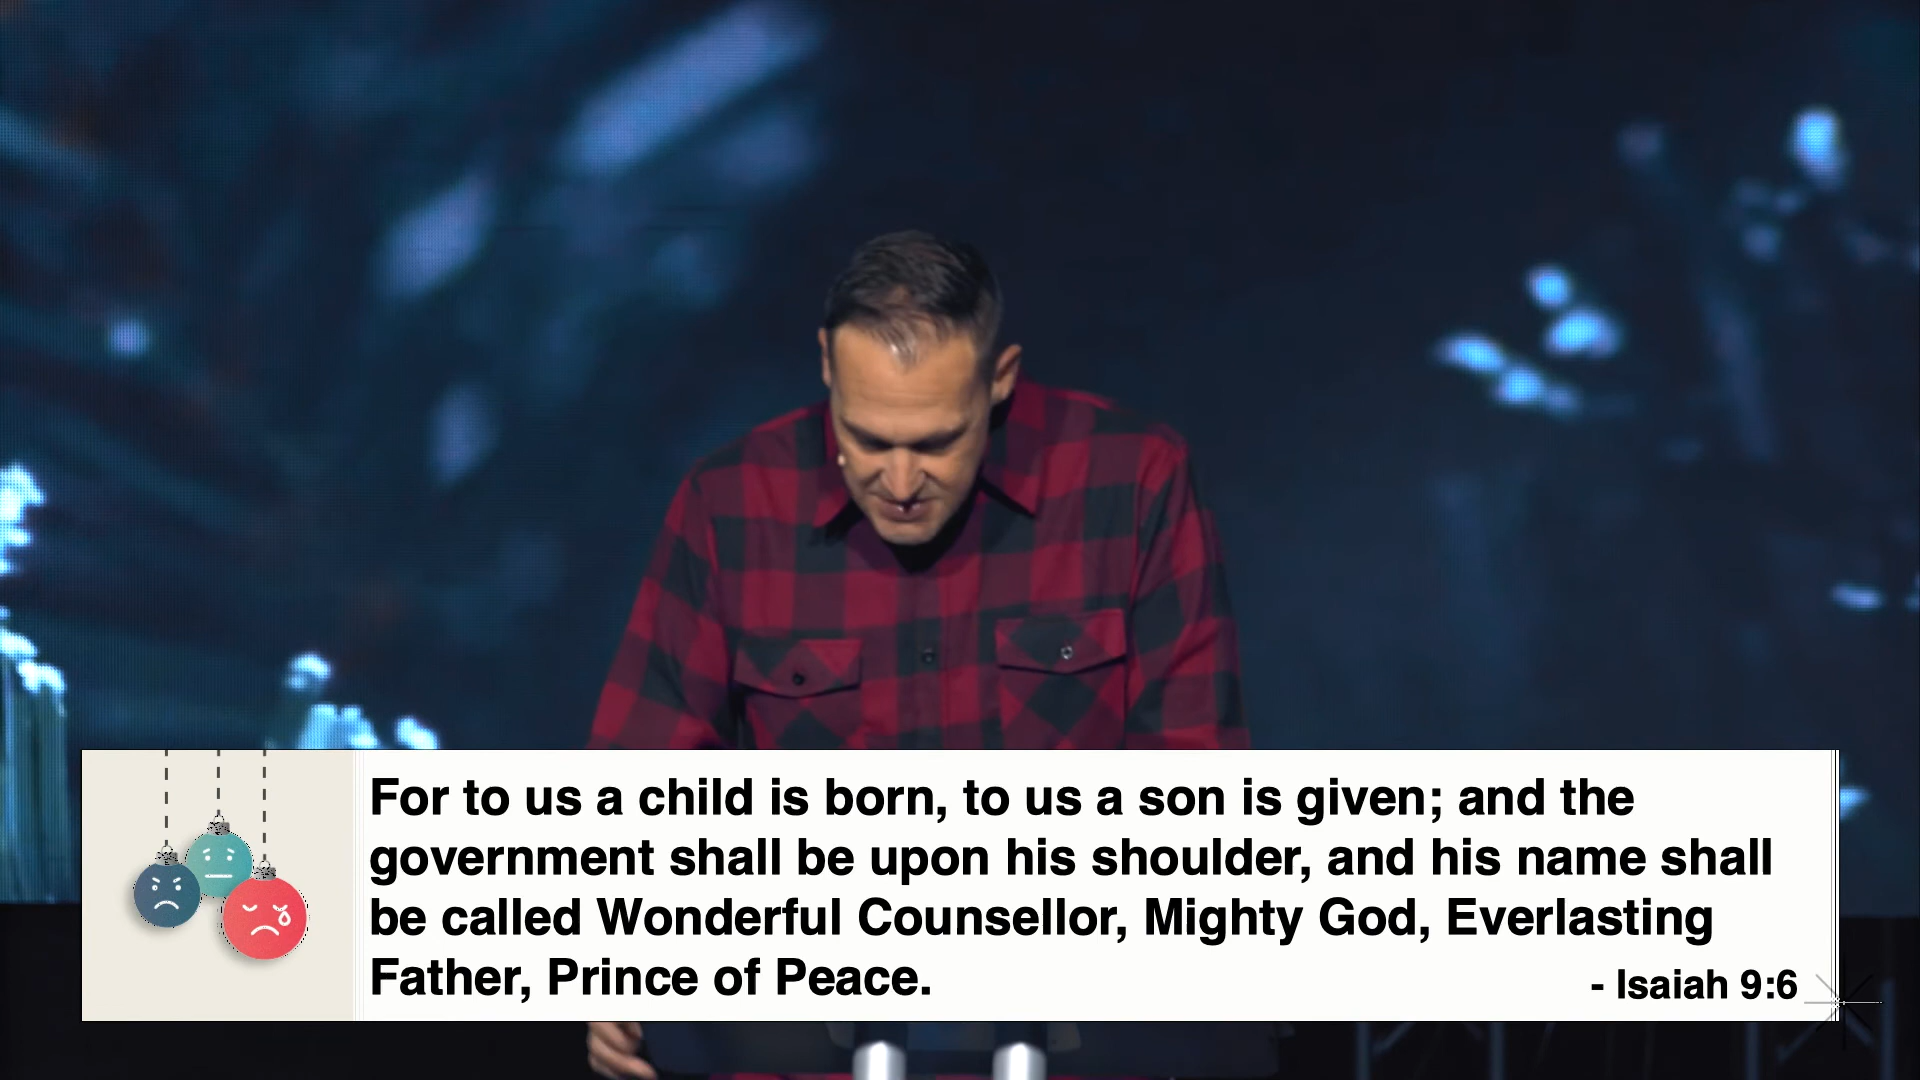 For to us a child is born, to us a son is given; and the
government shall be upon his shoulder, and his name shall
be called Wonderful Counsellor, Mighty God, Everlasting
Father, Prince of Peace.
- Isaiah 9:6